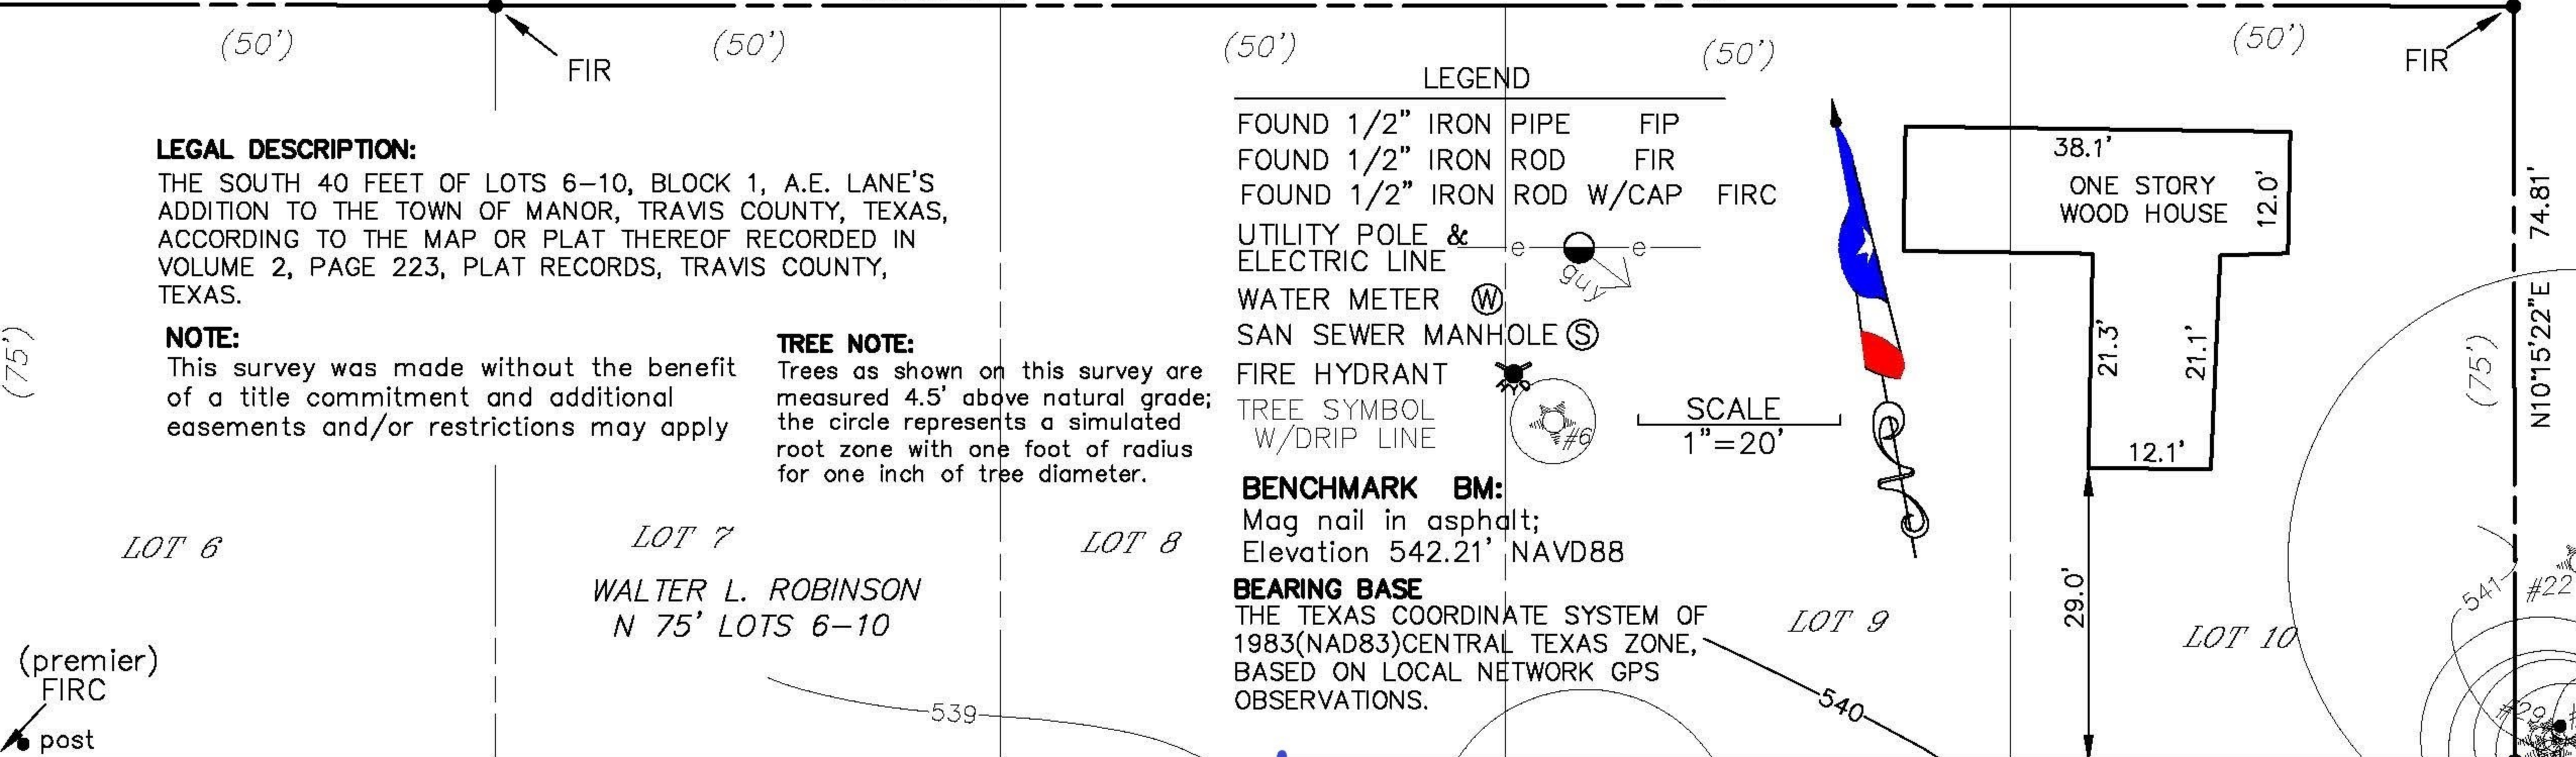 (50')
(50')
(50')
(50')
(50')
FIR
FIR
LEGAL DESCRIPTION:
THE SOUTH 40 FEET OF LOTS 6-10, BLOCK 1, A.E. LANE'S
ADDITION TO THE TOWN OF MANOR, TRAVIS COUNTY, TEXAS,
ACCORDING TO THE MAP OR PLAT THEREOF RECORDED IN
VOLUME 2, PAGE 223, PLAT RECORDS, TRAVIS COUNTY,
TEXAS.
NOTE:
This survey was made without the benefit
of a title commitment and additional
easements and/or restrictions may apply
TREE NOTE:
Trees as shown on this survey are
measured 4.5' above natural grade;
the circle represents a simulated
root zone with one foot of radius
for one inch of tree diameter.
LEGEND
FOUND 1/2" IRON PIPE FIP
FOUND 1/2" IRON ROD FIR
FOUND 1/2" IRON ROD W/CAP FIRC
UTILITY POLE &
ELECTRIC LINE
e e
guy
WATER METER W
SAN SEWER MANHOLE S
FIRE HYDRANT
HYD
TREE SYMBOL
W/DRIP LINE
#6
SCALE
1"=20'
BENCHMARK BM:
Mag nail in asphalt;
Elevation 542.21' NAVD88
BEARING BASE
THE TEXAS COORDINATE SYSTEM OF
1983(NAD83)CENTRAL TEXAS ZONE,
BASED ON LOCAL NETWORK GPS
OBSERVATIONS.
38.1'
ONE STORY
WOOD HOUSE
12.0'
21.3'
21.1'
12.1'
29.0'
(75')
(75')
N10°15'22"E 74.81'
LOT 6
LOT 7
LOT 8
LOT 9
LOT 10
WALTER L. ROBINSON
N 75' LOTS 6-10
(premier)
FIRC
post
539
540
541
#22
#29